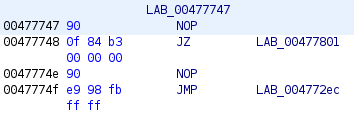 LAB_00477747
00477747 90 NOP
00477748 0f 84 b3 JZ LAB_00477801
00 00 00
0047774e 90 NOP
0047774f e9 98 fb JMP LAB_004772ec
ff ff